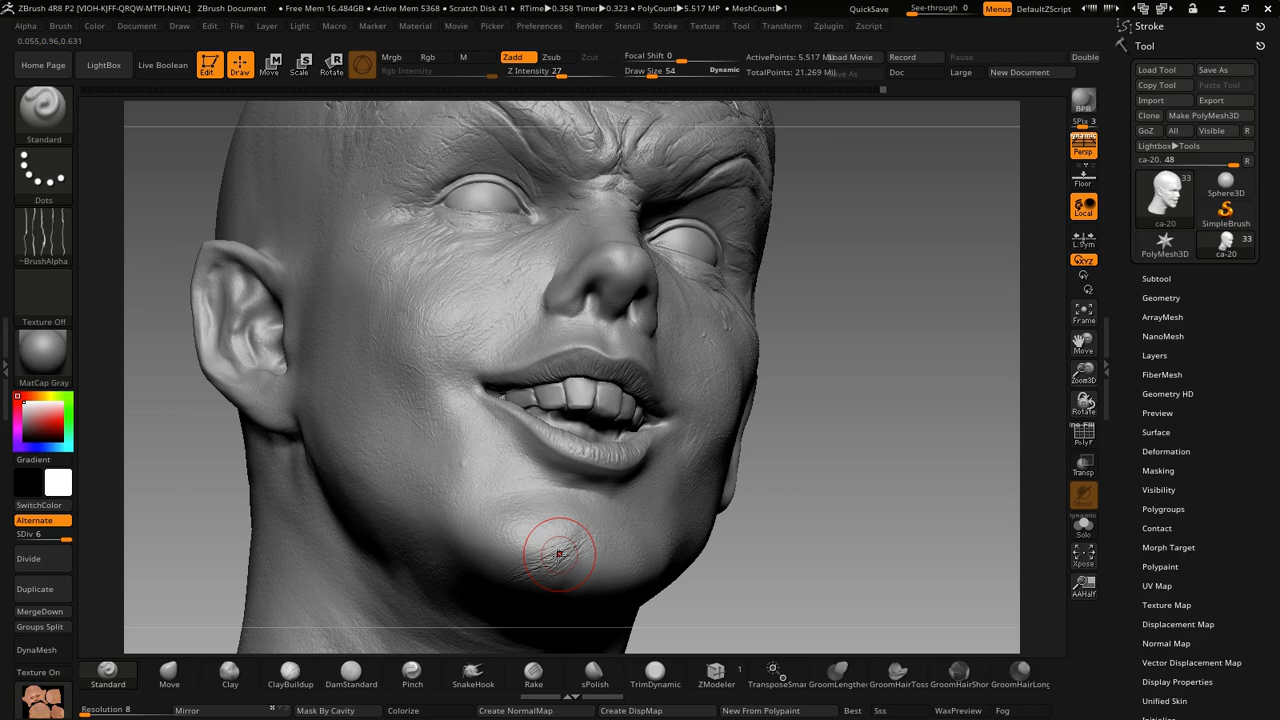 ZBrush 4R8 P2 [VIOH-KJFF-QRQW-MTPI-NHVL]   ZBrush Document   • Free Mem 16.484GB • Active Mem 5368 • Scratch Disk 41 •   RTime▶0.358 Timer▶0.323 • PolyCount▶5.517 MP • MeshCount▶1   QuickSave   See-through 0   Menus   DefaultZScript
Alpha Brush Color Document Draw Edit File Layer Light Macro Marker Material Movie Picker Preferences Render Stencil Stroke Texture Tool Transform Zplugin Zscript
0.055,0.96,0.631
Home Page
LightBox
Live Boolean
Edit
Draw
Move
Scale
Rotate
Mrgb Rgb M
Rgb Intensity
Zadd Zsub Zcut
Z Intensity 27
Focal Shift 0
Draw Size 54 Dynamic
ActivePoints: 5.517 Mil
TotalPoints: 21.269 Mil
Load Movie Record Pause Double
Save As Doc Large New Document
Standard
Dots
~BrushAlpha
Texture Off
MatCap Gray
Gradient
SwitchColor
Alternate
SDiv 6
Divide
Duplicate
MergeDown
Groups Split
DynaMesh
Texture On
BPR
SPix 3
Dynamic
Persp
Floor
Local
L.Sym
XYZ
Y
Z
Frame
Move
Zoom3D
Rotate
PolyF
Transp
Dynamic
Solo
Xpose
AAHalf
Stroke
Tool
Load Tool Save As
Copy Tool Paste Tool
Import Export
Clone Make PolyMesh3D
GoZ All Visible R
Lightbox▶Tools
ca-20. 48 R
33
ca-20
Sphere3D
SimpleBrush
PolyMesh3D
33
ca-20
Subtool
Geometry
ArrayMesh
NanoMesh
Layers
FiberMesh
Geometry HD
Preview
Surface
Deformation
Masking
Visibility
Polygroups
Contact
Morph Target
Polypaint
UV Map
Texture Map
Displacement Map
Normal Map
Vector Displacement Map
Display Properties
Unified Skin
Standard Move Clay ClayBuildup DamStandard Pinch SnakeHook Rake sPolish TrimDynamic ZModeler 1 TransposeSmar GroomLengthe GroomHairToss GroomHairShor GroomHairLong
Resolution 8 Mirror Mask By Cavity Colorize Create NormalMap Create DispMap New From Polypaint Best Sss WaxPreview Fog